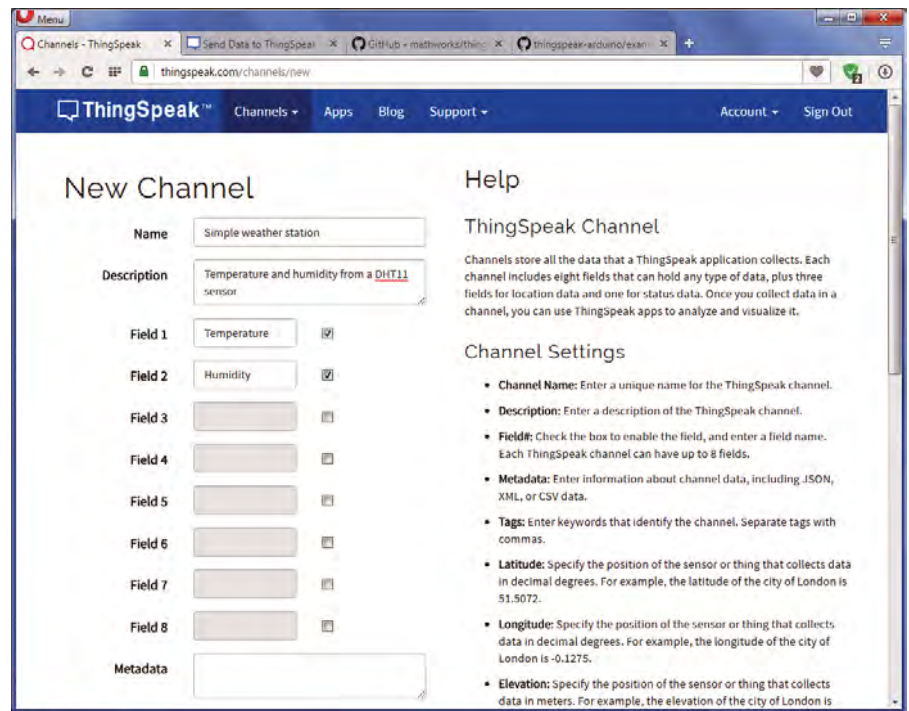 Menu
Channels - ThingSpeak
Send Data to ThingSpeal
GitHub - mathworks/thing
thingspeak-arduino/exam
thingspeak.com/channels/new
2
ThingSpeak™ Channels Apps Blog Support Account Sign Out
New Channel
Name Simple weather station
Description Temperature and humidity from a DHT11
sensor
Field 1 Temperature
Field 2 Humidity
Field 3
Field 4
Field 5
Field 6
Field 7
Field 8
Metadata
Help
ThingSpeak Channel
Channels store all the data that a ThingSpeak application collects. Each
channel includes eight fields that can hold any type of data, plus three
fields for location data and one for status data. Once you collect data in a
channel, you can use ThingSpeak apps to analyze and visualize it.
Channel Settings
• Channel Name: Enter a unique name for the ThingSpeak channel.
• Description: Enter a description of the ThingSpeak channel.
• Field#: Check the box to enable the field, and enter a field name.
Each ThingSpeak channel can have up to 8 fields.
• Metadata: Enter information about channel data, including JSON,
XML, or CSV data.
• Tags: Enter keywords that identify the channel. Separate tags with
commas.
• Latitude: Specify the position of the sensor or thing that collects data
in decimal degrees. For example, the latitude of the city of London is
51.5072.
• Longitude: Specify the position of the sensor or thing that collects
data in decimal degrees. For example, the longitude of the city of
London is -0.1275.
• Elevation: Specify the position of the sensor or thing that collects
data in meters. For example, the elevation of the city of London is